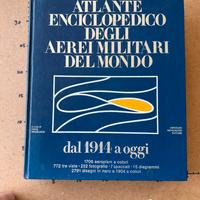 ATLANTE
ENCICLOPEDICO
DEGLI
AEREI MILITARI
DEL MONDO
dal 1914 a oggi
1706 aeroplani a colori
772 tre viste · 252 fotografie · 7 spaccati · 15 diagrammi
2791 disegni in nero e 1904 a colori